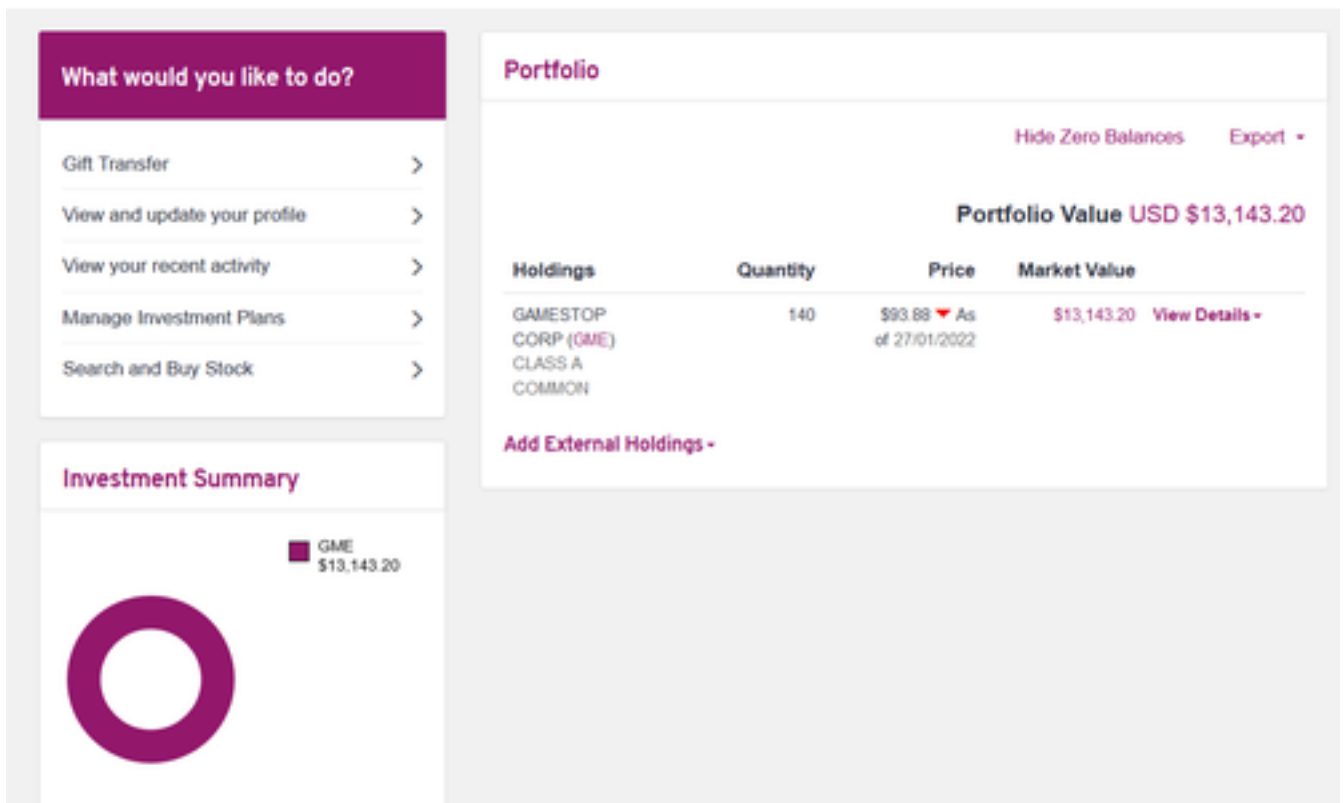 What would you like to do?
Gift Transfer
View and update your profile
View your recent activity
Manage Investment Plans
Search and Buy Stock
Investment Summary
GME
$13,143.20
Portfolio
Hide Zero Balances Export
Portfolio Value USD $13,143.20
Holdings Quantity Price Market Value
GAMESTOP 140 $93.88 As $13,143.20 View Details
CORP (GME) of 27/01/2022
CLASS A
COMMON
Add External Holdings